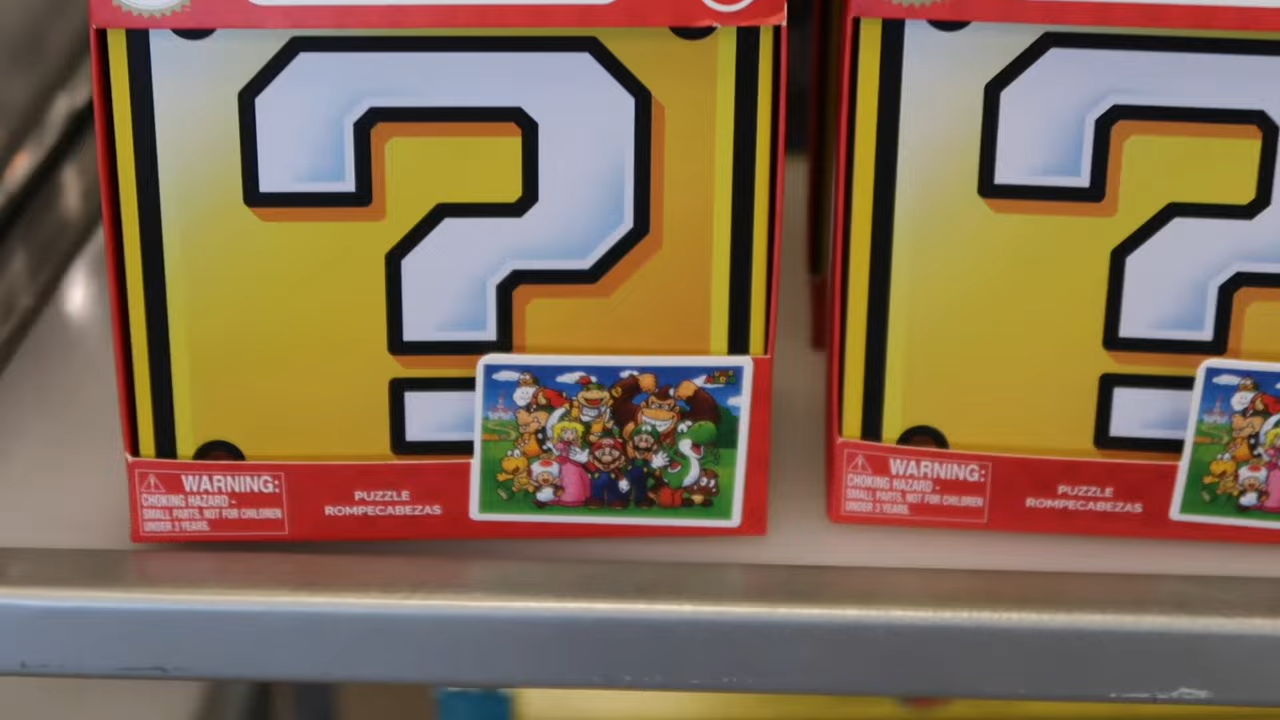 ?
WARNING:
CHOKING HAZARD -
SMALL PARTS. NOT FOR CHILDREN
UNDER 3 YEARS.
PUZZLE
ROMPECABEZAS
?
WARNING:
CHOKING HAZARD -
SMALL PARTS. NOT FOR CHILDREN
UNDER 3 YEARS.
PUZZLE
ROMPECABEZAS